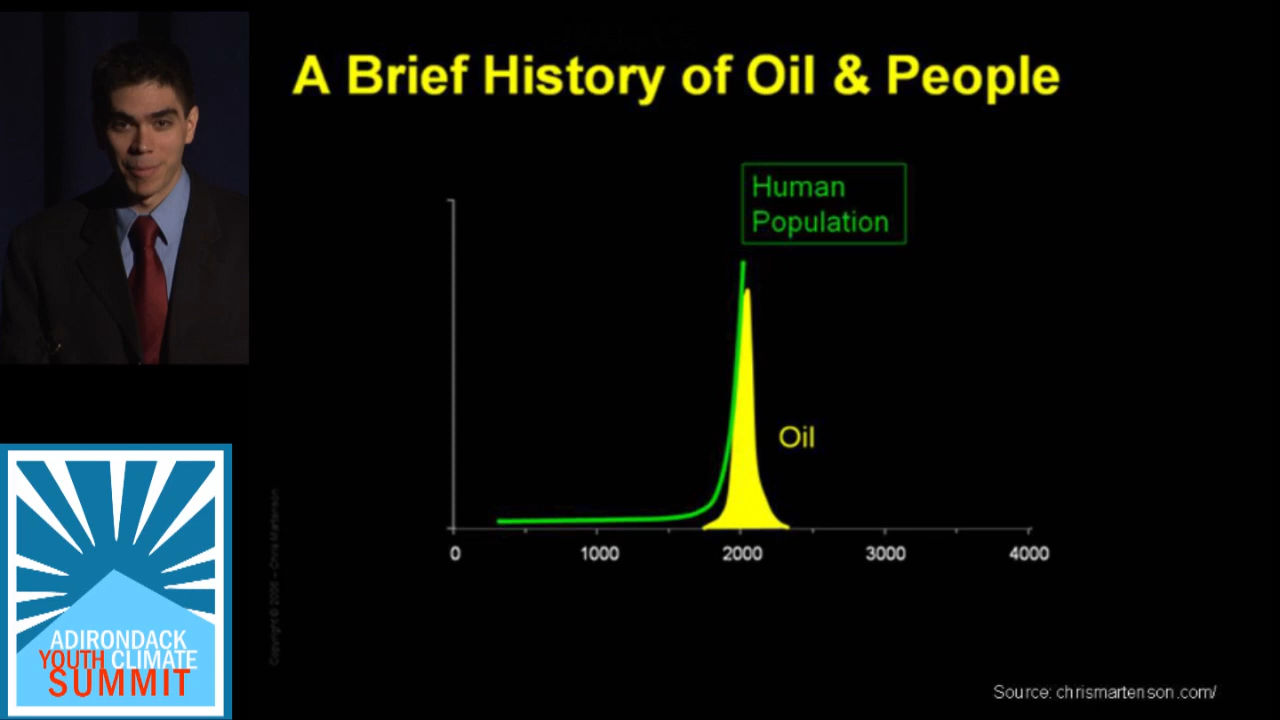 A Brief History of Oil & People
Human
Population
Oil
0 1000 2000 3000 4000
Copyright © 2006 – Chris Martenson
ADIRONDACK
YOUTH CLIMATE
SUMMIT
Source: chrismartenson.com/